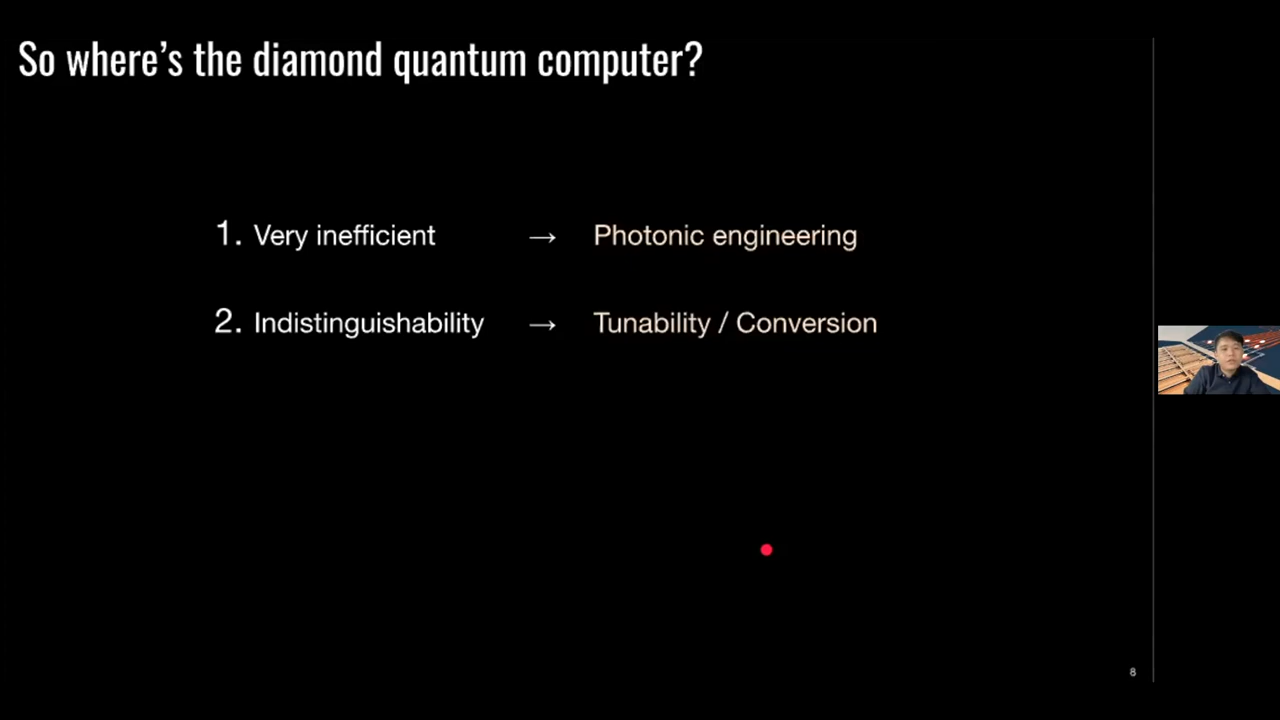 So where's the diamond quantum computer?
1. Very inefficient → Photonic engineering
2. Indistinguishability → Tunability / Conversion
8